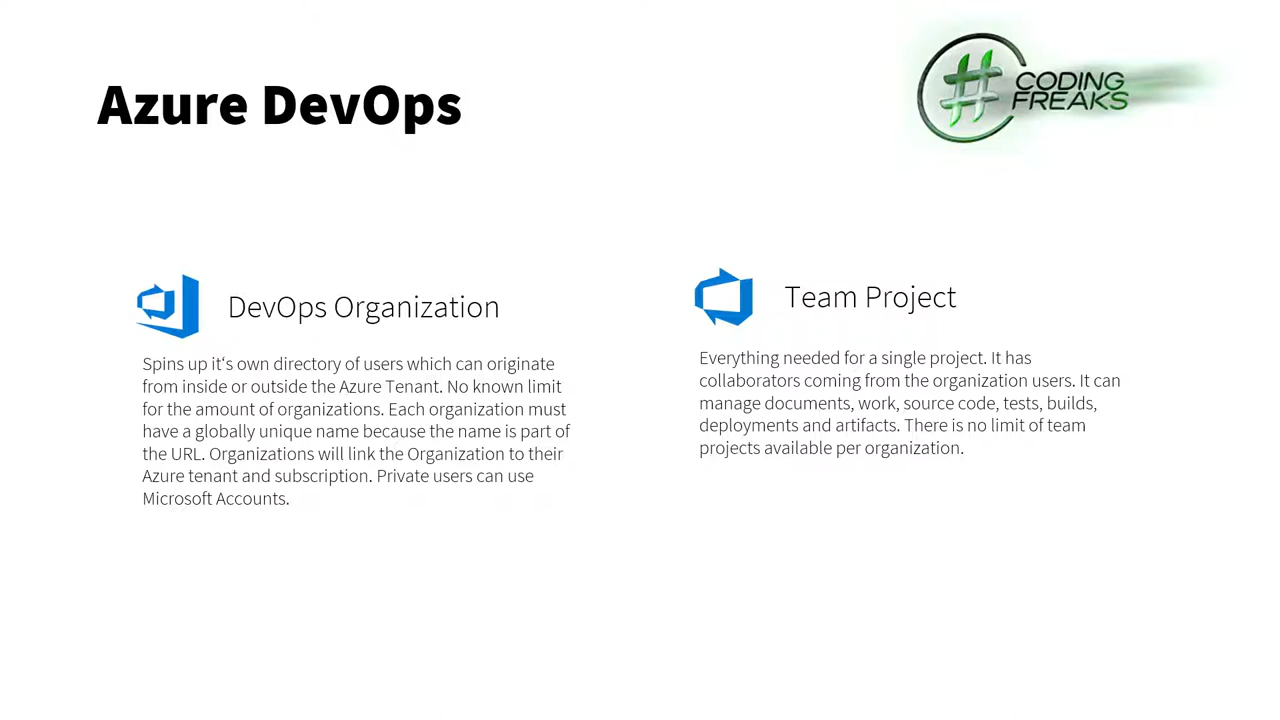 Azure DevOps
# CODING
FREAKS
DevOps Organization
Spins up it‘s own directory of users which can originate
from inside or outside the Azure Tenant. No known limit
for the amount of organizations. Each organization must
have a globally unique name because the name is part of
the URL. Organizations will link the Organization to their
Azure tenant and subscription. Private users can use
Microsoft Accounts.
Team Project
Everything needed for a single project. It has
collaborators coming from the organization users. It can
manage documents, work, source code, tests, builds,
deployments and artifacts. There is no limit of team
projects available per organization.